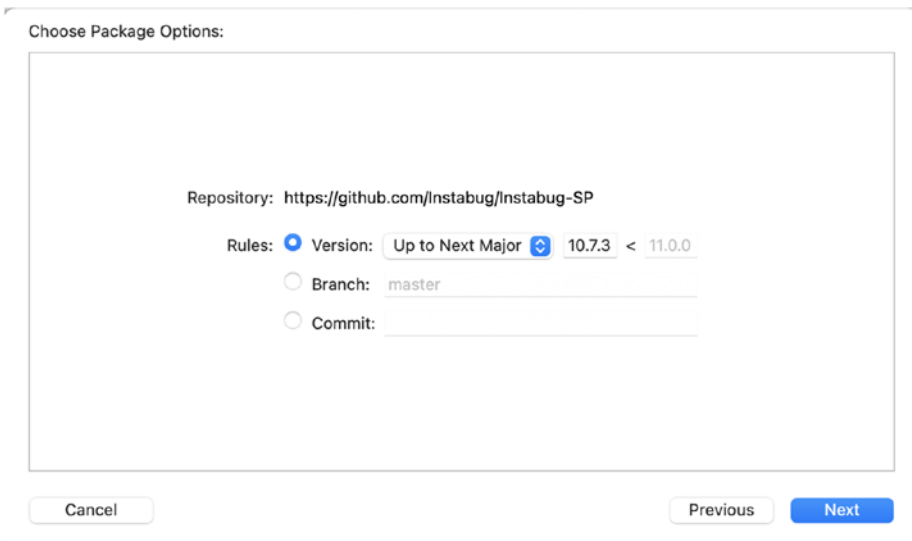 Choose Package Options:
Repository: https://github.com/Instabug/Instabug-SP
Rules: Version: Up to Next Major 10.7.3 < 11.0.0
Branch: master
Commit:
Cancel Previous Next